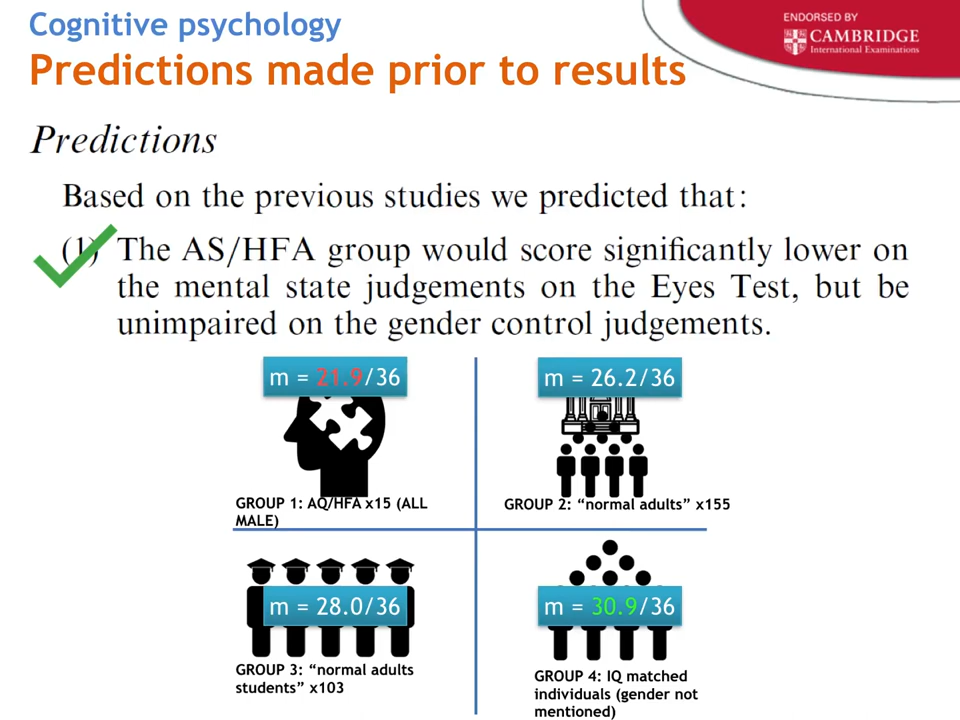 Cognitive psychology
Predictions made prior to results
ENDORSED BY
CAMBRIDGE
International Examinations
Predictions
Based on the previous studies we predicted that:
(1) The AS/HFA group would score significantly lower on
the mental state judgements on the Eyes Test, but be
unimpaired on the gender control judgements.
m = 21.9/36
m = 26.2/36
GROUP 1: AQ/HFA x15 (ALL
MALE)
GROUP 2: “normal adults” x155
m = 28.0/36
m = 30.9/36
GROUP 3: “normal adults
students” x103
GROUP 4: IQ matched
individuals (gender not
mentioned)